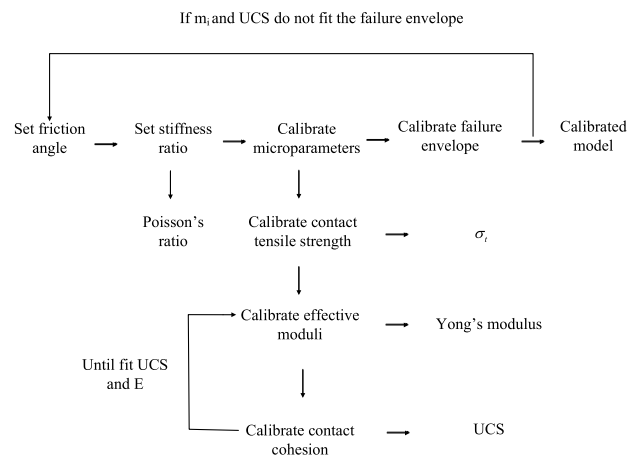 If mi and UCS do not fit the failure envelope
Set friction
angle
Set stiffness
ratio
Calibrate
microparameters
Calibrate failure
envelope
Calibrated
model
Poisson’s
ratio
Calibrate contact
tensile strength
σt
Calibrate effective
moduli
Yong’s modulus
Until fit UCS
and E
Calibrate contact
cohesion
UCS